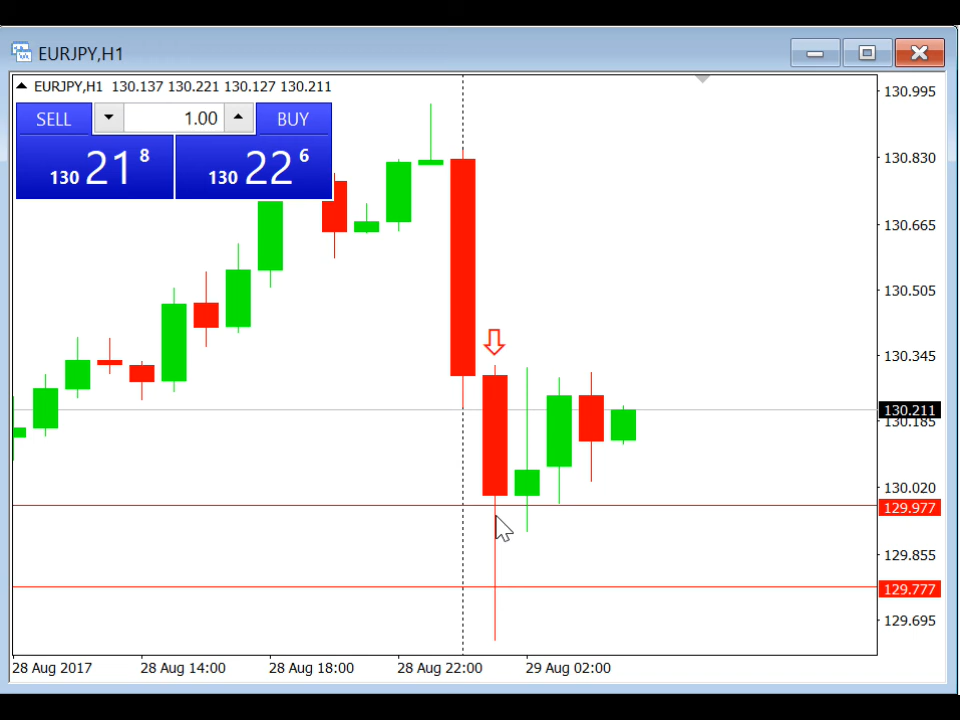 EURJPY,H1
EURJPY,H1 130.137 130.221 130.127 130.211
SELL 1.00 BUY
130 21 8 130 22 6
130.995
130.830
130.665
130.505
130.345
130.211
130.185
130.020
129.977
129.855
129.777
129.695
28 Aug 2017 28 Aug 14:00 28 Aug 18:00 28 Aug 22:00 29 Aug 02:00